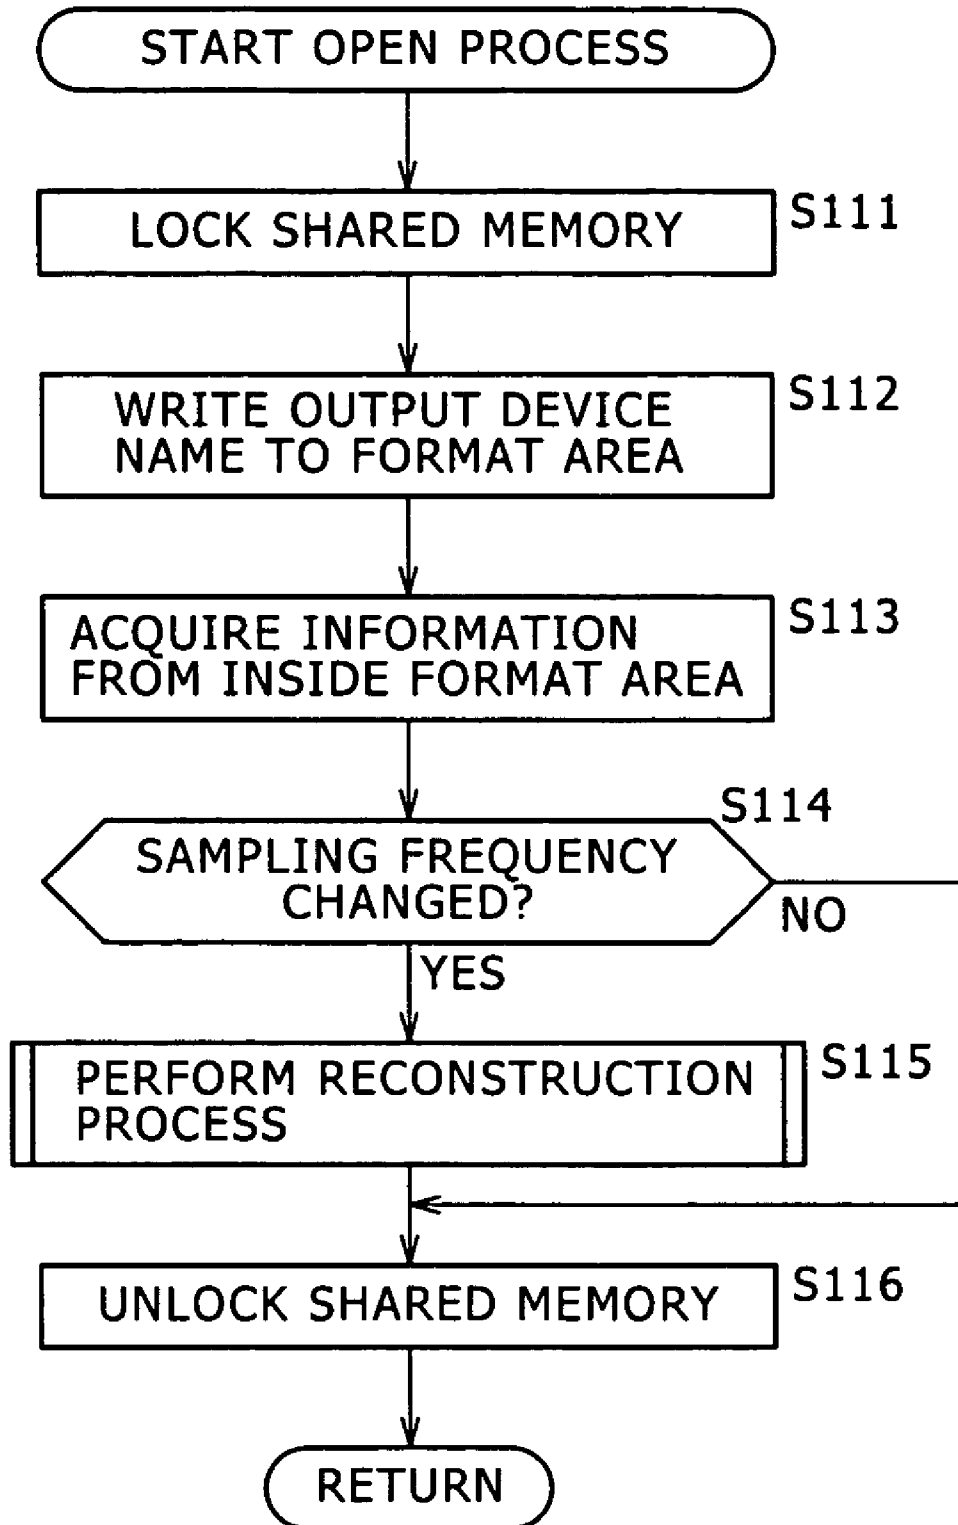 START OPEN PROCESS
LOCK SHARED MEMORY
S111
WRITE OUTPUT DEVICE
NAME TO FORMAT AREA
S112
ACQUIRE INFORMATION
FROM INSIDE FORMAT AREA
S113
SAMPLING FREQUENCY
CHANGED?
S114
NO
YES
PERFORM RECONSTRUCTION
PROCESS
S115
UNLOCK SHARED MEMORY
S116
RETURN